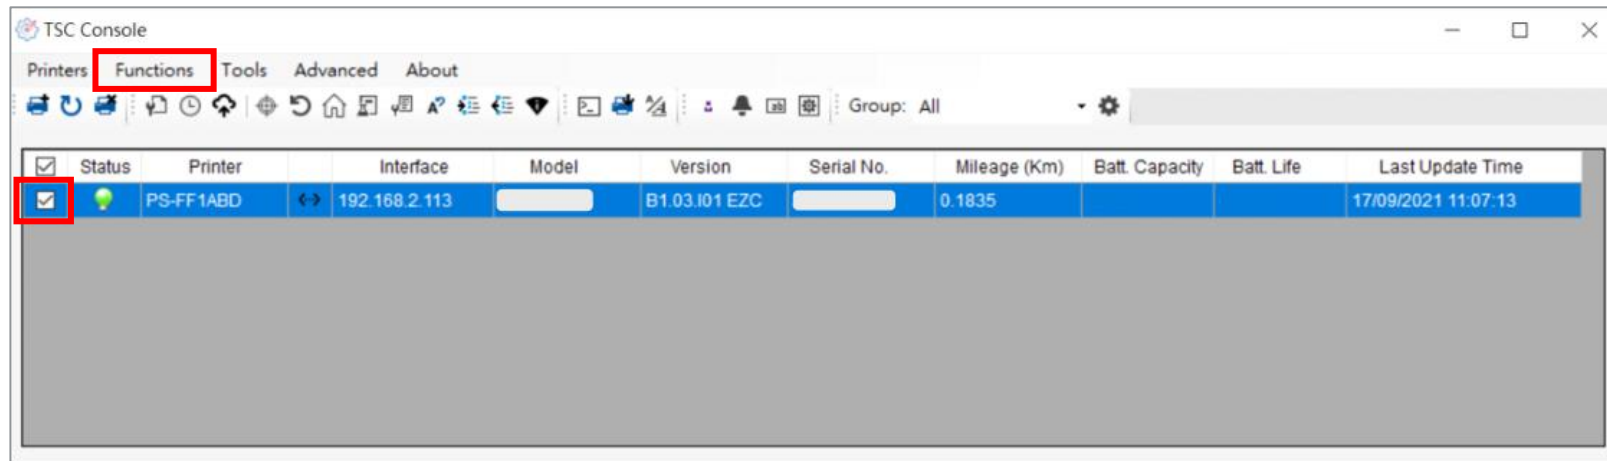 TSC Console
Printers Functions Tools Advanced About
Group: All
Status Printer Interface Model Version Serial No. Mileage (Km) Batt. Capacity Batt. Life Last Update Time
PS-FF1ABD 192.168.2.113 B1.03.I01 EZC 0.1835 17/09/2021 11:07:13